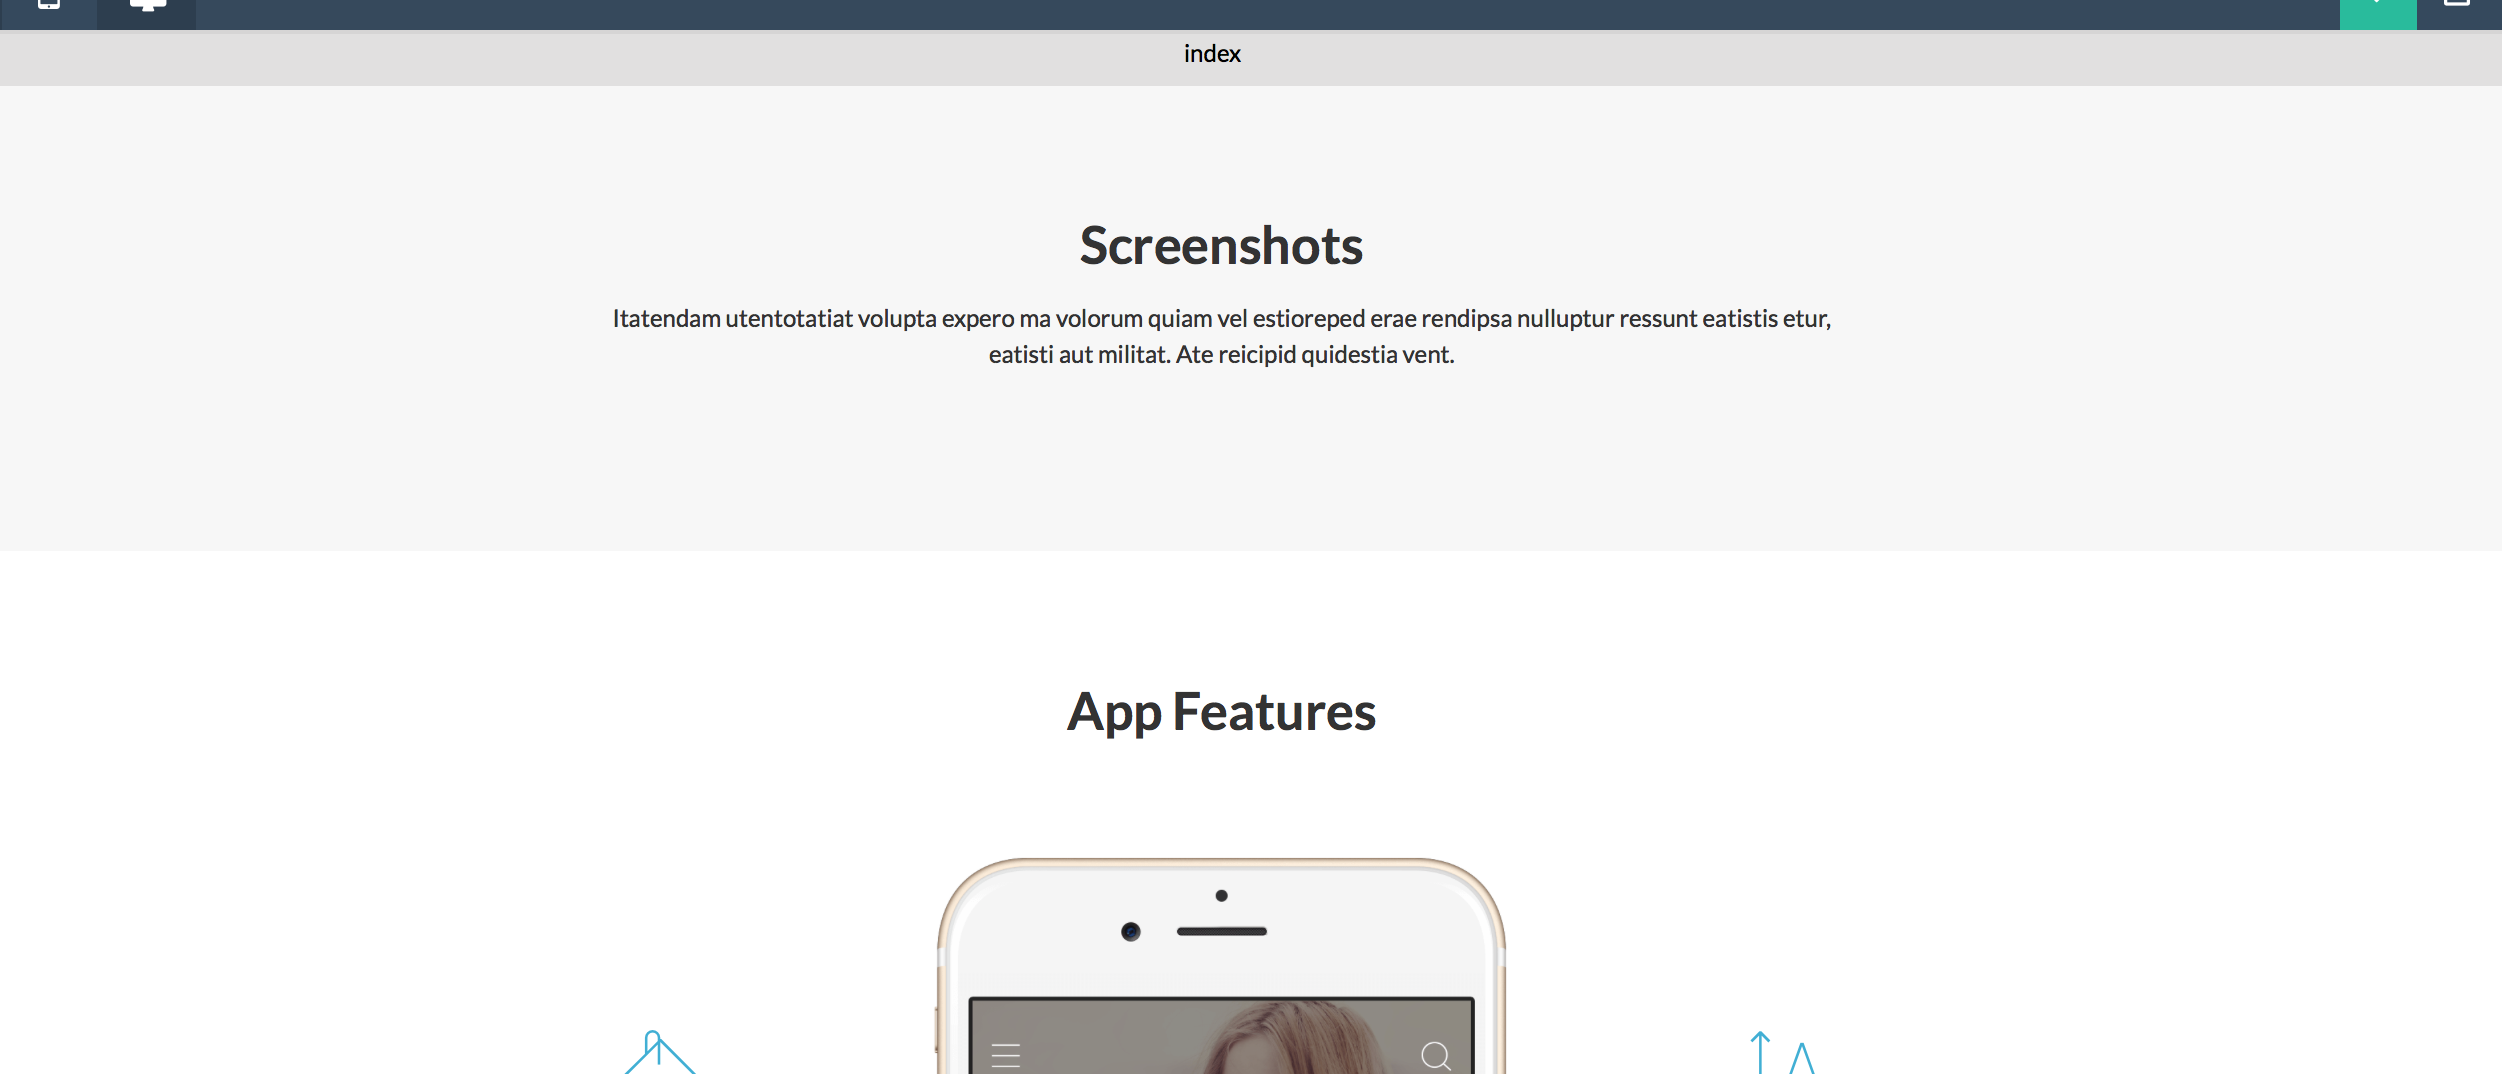 index
Screenshots
Itatendam utentotatiat volupta expero ma volorum quiam vel estioreped erae rendipsa nulluptur ressunt eatistis etur,
eatisti aut militat. Ate reicipid quidestia vent.
App Features